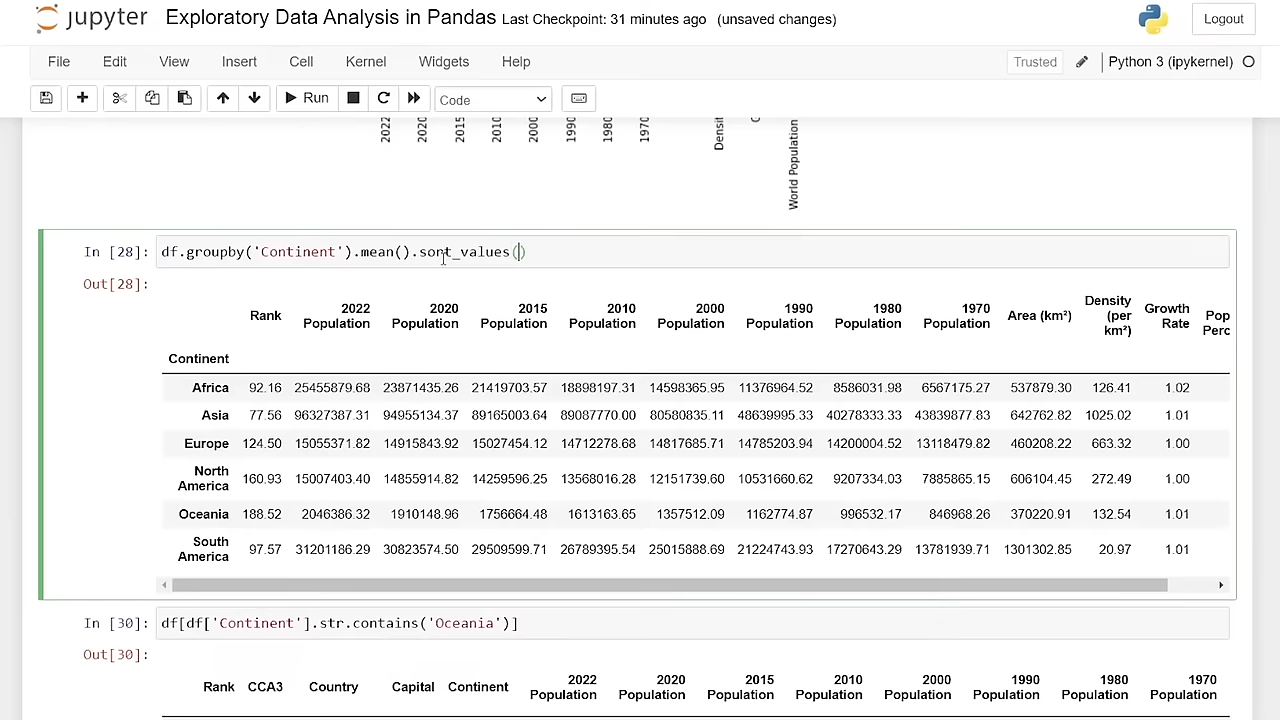 jupyter Exploratory Data Analysis in Pandas Last Checkpoint: 31 minutes ago (unsaved changes) Logout
File Edit View Insert Cell Kernel Widgets Help Trusted Python 3 (ipykernel)
Run Code
2022 2020 2015 2010 2000 1990 1980 1970 Densit World Population
In [28]: df.groupby('Continent').mean().sort_values()
Out[28]:
Rank 2022 Population 2020 Population 2015 Population 2010 Population 2000 Population 1990 Population 1980 Population 1970 Population Area (km²) Density (per km²) Growth Rate Pop Perc
Continent
Africa 92.16 25455879.68 23871435.26 21419703.57 18898197.31 14598365.95 11376964.52 8586031.98 6567175.27 537879.30 126.41 1.02
Asia 77.56 96327387.31 94955134.37 89165003.64 89087770.00 80580835.11 48639995.33 40278333.33 43839877.83 642762.82 1025.02 1.01
Europe 124.50 15055371.82 14915843.92 15027454.12 14712278.68 14817685.71 14785203.94 14200004.52 13118479.82 460208.22 663.32 1.00
North America 160.93 15007403.40 14855914.82 14259596.25 13568016.28 12151739.60 10531660.62 9207334.03 7885865.15 606104.45 272.49 1.00
Oceania 188.52 2046386.32 1910148.96 1756664.48 1613163.65 1357512.09 1162774.87 996532.17 846968.26 370220.91 132.54 1.01
South America 97.57 31201186.29 30823574.50 29509599.71 26789395.54 25015888.69 21224743.93 17270643.29 13781939.71 1301302.85 20.97 1.01
In [30]: df[df['Continent'].str.contains('Oceania')]
Out[30]:
Rank CCA3 Country Capital Continent 2022 Population 2020 Population 2015 Population 2010 Population 2000 Population 1990 Population 1980 Population 1970 Population